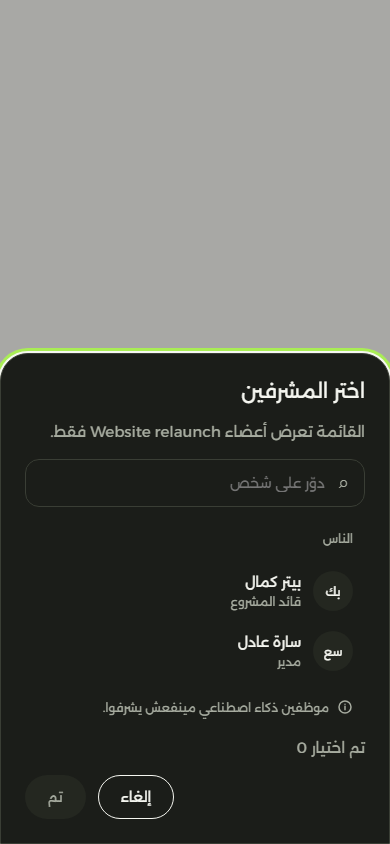 اختر المشرفين
القائمة تعرض أعضاء Website relaunch فقط.
دوّر على شخص
الناس
بك
بيتر كمال
قائد المشروع
سع
سارة عادل
مدير
موظفين ذكاء اصطناعي مينفعش يشرفوا.
تم اختيار 0
إلغاء
تم